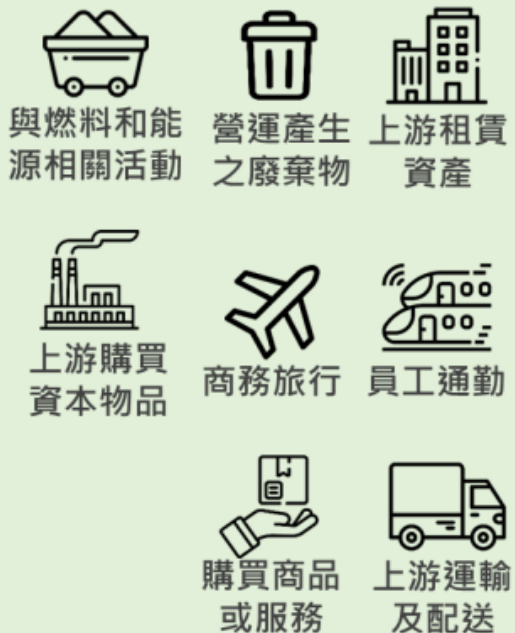 與燃料和能
源相關活動
營運產生
之廢棄物
上游租賃
資產
上游購買
資本物品
商務旅行
員工通勤
購買商品
或服務
上游運輸
及配送